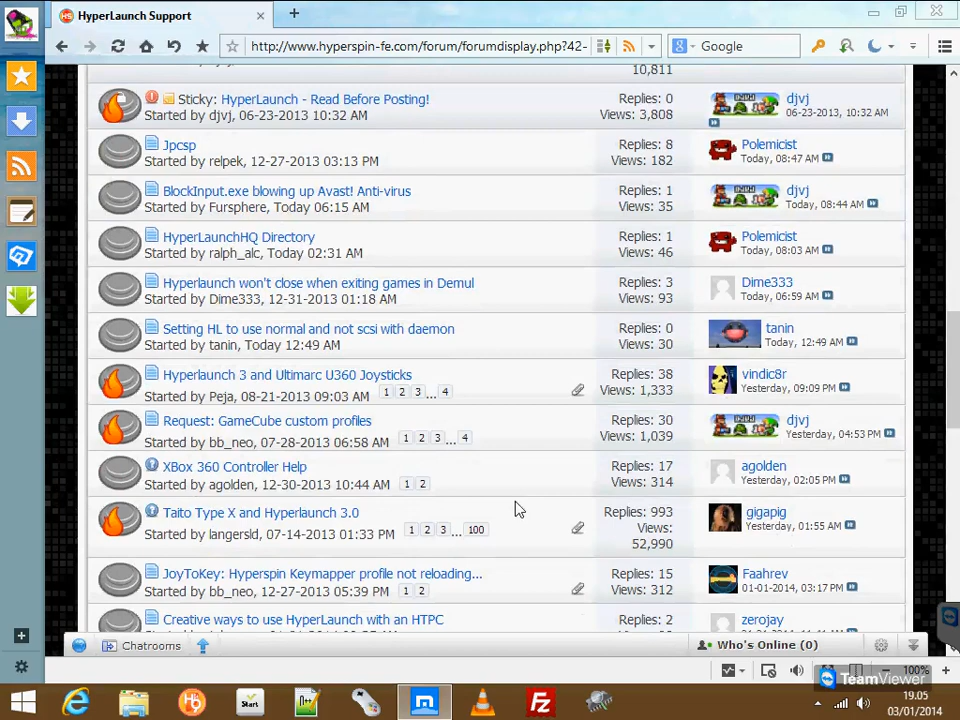 HyperLaunch Support
http://www.hyperspin-fe.com/forum/forumdisplay.php?42-
Google
10,811
Sticky: HyperLaunch - Read Before Posting!
Started by djvj, 06-23-2013 10:32 AM
Replies: 0
Views: 3,808
djvj
06-23-2013, 10:32 AM
Jpcsp
Started by relpek, 12-27-2013 03:13 PM
Replies: 8
Views: 182
Polemicist
Today, 08:47 AM
BlockInput.exe blowing up Avast! Anti-virus
Started by Fursphere, Today 06:15 AM
Replies: 1
Views: 35
djvj
Today, 08:44 AM
HyperLaunchHQ Directory
Started by ralph_alc, Today 02:31 AM
Replies: 1
Views: 46
Polemicist
Today, 08:03 AM
Hyperlaunch won't close when exiting games in Demul
Started by Dime333, 12-31-2013 01:18 AM
Replies: 3
Views: 93
Dime333
Today, 06:59 AM
Setting HL to use normal and not scsi with daemon
Started by tanin, Today 12:49 AM
Replies: 0
Views: 30
tanin
Today, 12:49 AM
Hyperlaunch 3 and Ultimarc U360 Joysticks
Started by Peja, 08-21-2013 09:03 AM 1 2 3 ... 4
Replies: 38
Views: 1,333
vindic8r
Yesterday, 09:09 PM
Request: GameCube custom profiles
Started by bb_neo, 07-28-2013 06:58 AM 1 2 3 ... 4
Replies: 30
Views: 1,039
djvj
Yesterday, 04:53 PM
XBox 360 Controller Help
Started by agolden, 12-30-2013 10:44 AM 1 2
Replies: 17
Views: 314
agolden
Yesterday, 02:05 PM
Taito Type X and Hyperlaunch 3.0
Started by langersld, 07-14-2013 01:33 PM 1 2 3 ... 100
Replies: 993
Views:
52,990
gigapig
Yesterday, 01:55 AM
JoyToKey: Hyperspin Keymapper profile not reloading...
Started by bb_neo, 12-27-2013 05:39 PM 1 2
Replies: 15
Views: 312
Faahrev
01-01-2014, 03:17 PM
Creative ways to use HyperLaunch with an HTPC
Replies: 2
zerojay
Chatrooms
Who's Online (0)
100%
TeamViewer
Start
19.05
03/01/2014